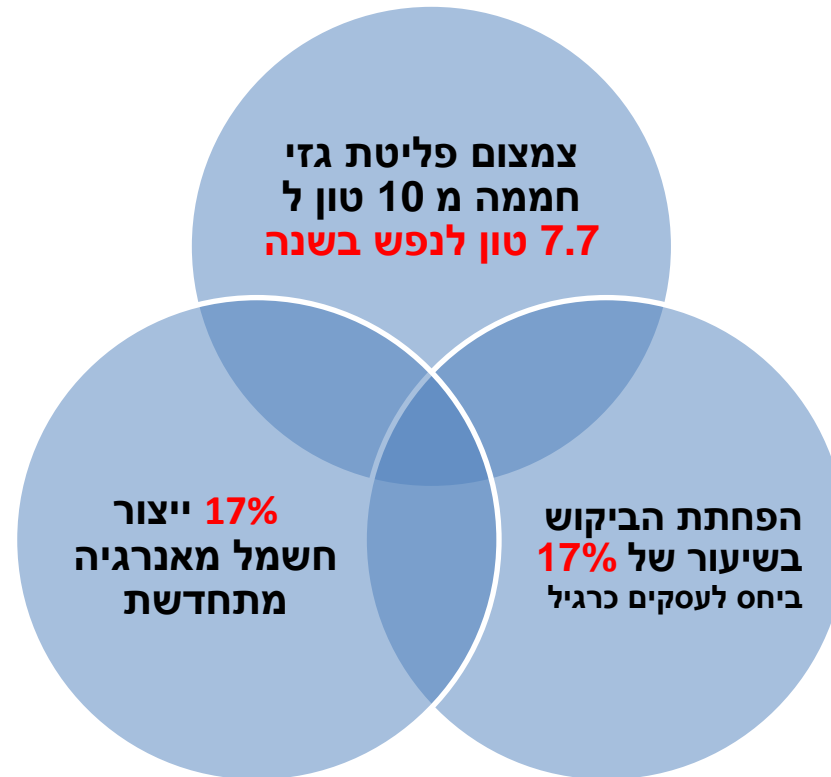 צמצום פליטת גזי
חממה מ 10 טון ל
7.7 טון לנפש בשנה
17% ייצור
חשמל מאנרגיה
מתחדשת
הפחתת הביקוש
בשיעור של 17%
ביחס לעסקים כרגיל